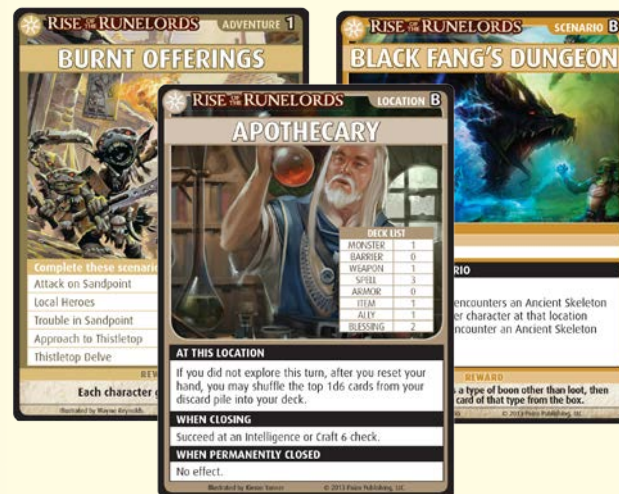 RISE OF THE RUNELORDS ADVENTURE 1
BURNT OFFERINGS
Complete these
Attack on Sandpoint
Local Heroes
Trouble in Sandpoint
Approach to Thistletop
Thistletop Delve
Each character
Illustrated by Wayne Reynolds
RISE OF THE RUNELORDS SCENARIO B
BLACK FANG'S DUNGEON
encounters an Ancient Skeleton
character at that location
encounter an Ancient Skeleton
REWARD
a type of boon other than loot, then
card of that type from the box.
© 2013 Paizo Publishing, LLC
RISE OF THE RUNELORDS LOCATION B
APOTHECARY
DECK LIST
MONSTER 1
BARRIER 0
WEAPON 1
SPELL 3
ARMOR 0
ITEM 1
ALLY 1
BLESSING 2
AT THIS LOCATION
If you did not explore this turn, after you reset your
hand, you may shuffle the top 1d6 cards from your
discard pile into your deck.
WHEN CLOSING
Succeed at an Intelligence or Craft 6 check.
WHEN PERMANENTLY CLOSED
No effect.
© 2013 Paizo Publishing, LLC